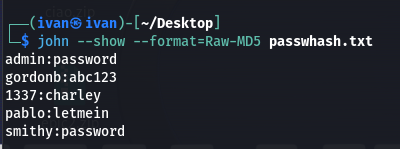 (ivan㉿ivan)-[~/Desktop]
$ john --show --format=Raw-MD5 passwhash.txt
admin:password
gordonb:abc123
1337:charley
pablo:letmein
smithy:password